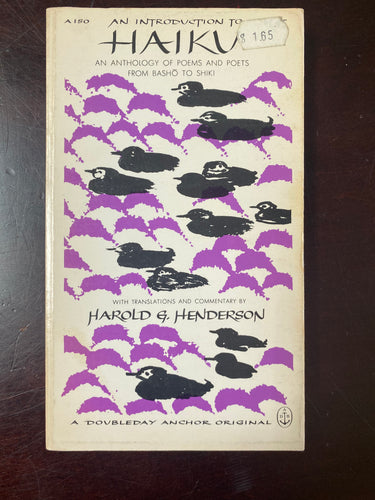 A150
AN INTRODUCTION TO
$ 1.65
HAIKU
AN ANTHOLOGY OF POEMS AND POETS
FROM BASHŌ TO SHIKI
WITH TRANSLATIONS AND COMMENTARY BY
HAROLD G. HENDERSON
A DOUBLEDAY ANCHOR ORIGINAL